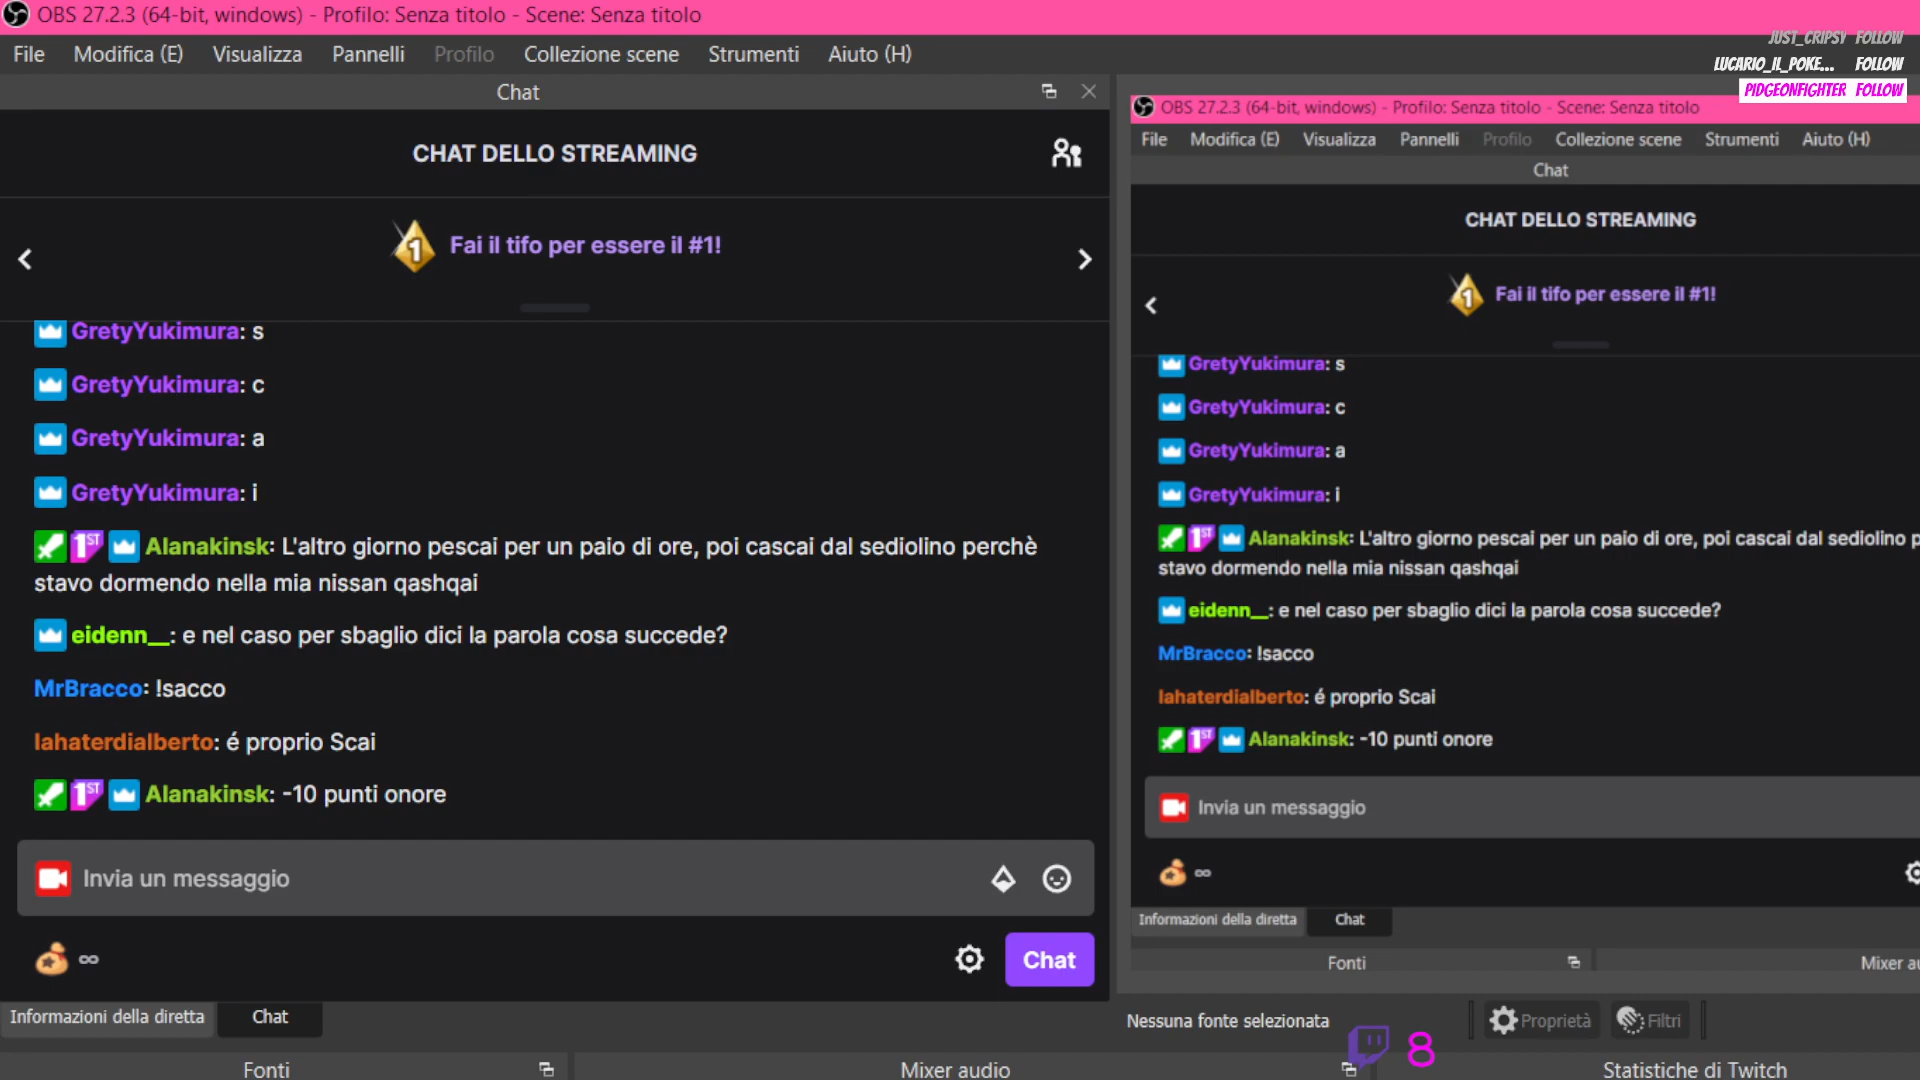 OBS 27.2.3 (64-bit, windows) - Profilo: Senza titolo - Scene: Senza titolo
JUST_CRIPSY FOLLOW
LUCARIO_IL_POKE... FOLLOW
PIDGEONFIGHTER FOLLOW
File Modifica (E) Visualizza Pannelli Profilo Collezione scene Strumenti Aiuto (H)
Chat
CHAT DELLO STREAMING
1 Fai il tifo per essere il #1!
GretyYukimura: s
GretyYukimura: c
GretyYukimura: a
GretyYukimura: i
1ST Alanakinsk: L'altro giorno pescai per un paio di ore, poi cascai dal sediolino perchè
stavo dormendo nella mia nissan qashqai
eidenn__: e nel caso per sbaglio dici la parola cosa succede?
MrBracco: !sacco
lahaterdialberto: é proprio Scai
1ST Alanakinsk: -10 punti onore
Invia un messaggio
∞
Chat
Informazioni della diretta Chat
Fonti
Mixer audio
OBS 27.2.3 (64-bit, windows) - Profilo: Senza titolo - Scene: Senza titolo
File Modifica (E) Visualizza Pannelli Profilo Collezione scene Strumenti Aiuto (H)
Chat
CHAT DELLO STREAMING
1 Fai il tifo per essere il #1!
GretyYukimura: s
GretyYukimura: c
GretyYukimura: a
GretyYukimura: i
1ST Alanakinsk: L'altro giorno pescai per un paio di ore, poi cascai dal sediolino p
stavo dormendo nella mia nissan qashqai
eidenn__: e nel caso per sbaglio dici la parola cosa succede?
MrBracco: !sacco
lahaterdialberto: é proprio Scai
1ST Alanakinsk: -10 punti onore
Invia un messaggio
∞
Informazioni della diretta Chat
Fonti
Mixer au
Nessuna fonte selezionata
Proprietà
Filtri
8
Statistiche di Twitch